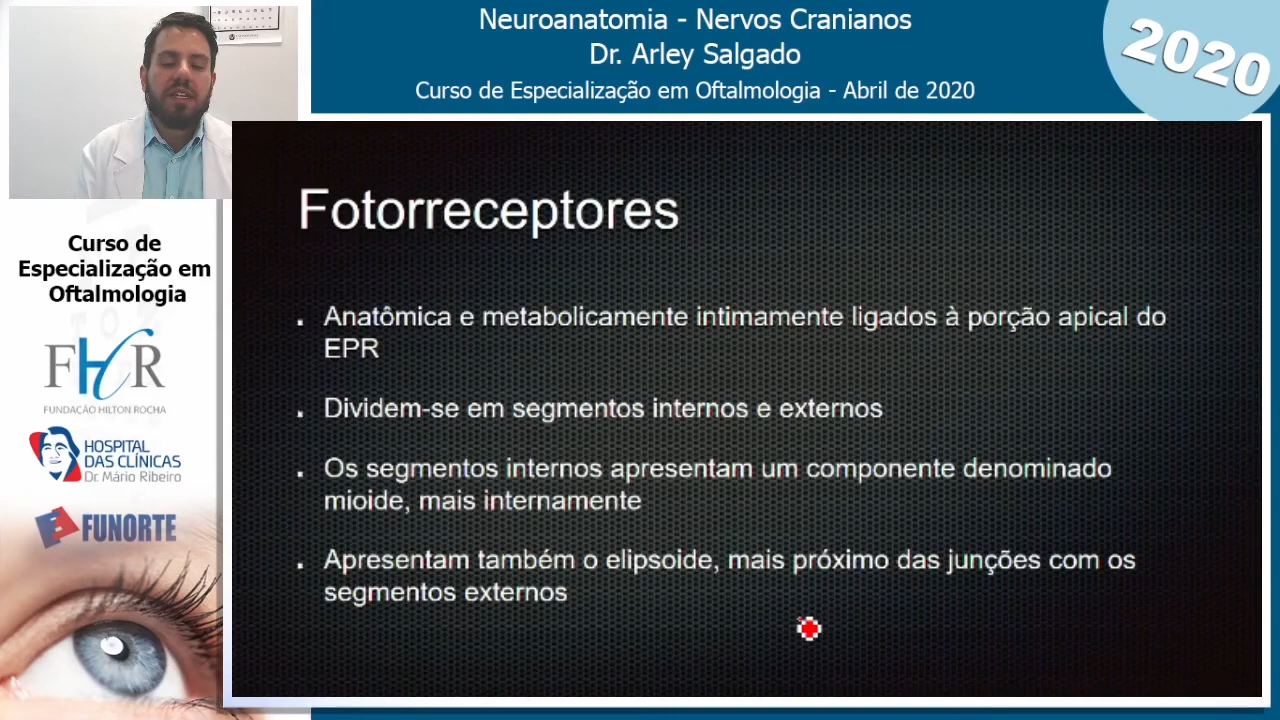 Neuroanatomia - Nervos Cranianos
Dr. Arley Salgado
Curso de Especialização em Oftalmologia - Abril de 2020
2020
Curso de
Especialização em
Oftalmologia
FHR
FUNDAÇÃO HILTON ROCHA
HOSPITAL
DAS CLÍNICAS
Dr. Mário Ribeiro
FUNORTE
Fotorreceptores
. Anatômica e metabolicamente intimamente ligados à porção apical do
EPR
. Dividem-se em segmentos internos e externos
. Os segmentos internos apresentam um componente denominado
mioide, mais internamente
. Apresentam também o elipsoide, mais próximo das junções com os
segmentos externos